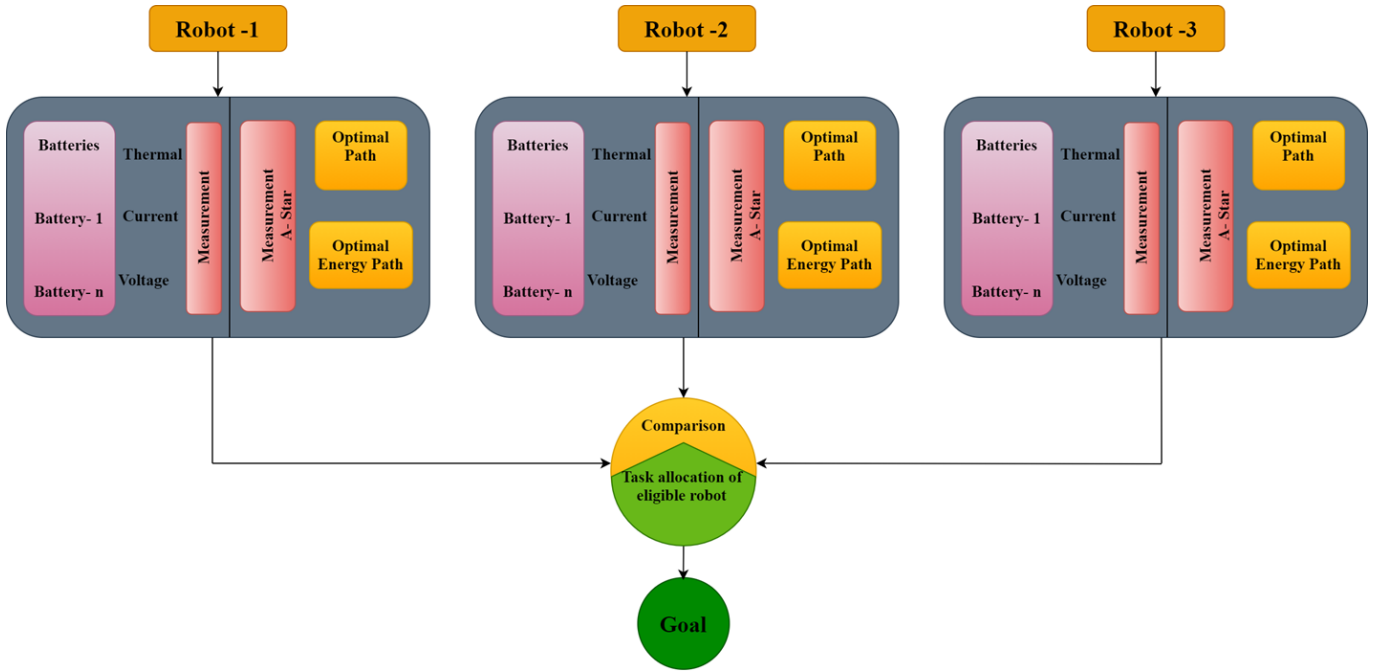 Robot -1
Robot -2
Robot -3
Batteries
Battery- 1
Battery- n
Thermal
Current
Voltage
Measurement
Measurement
A- Star
Optimal
Path
Optimal
Energy Path
Batteries
Battery- 1
Battery- n
Thermal
Current
Voltage
Measurement
Measurement
A- Star
Optimal
Path
Optimal
Energy Path
Batteries
Battery- 1
Battery- n
Thermal
Current
Voltage
Measurement
Measurement
A- Star
Optimal
Path
Optimal
Energy Path
Comparison
Task allocation of
eligible robot
Goal